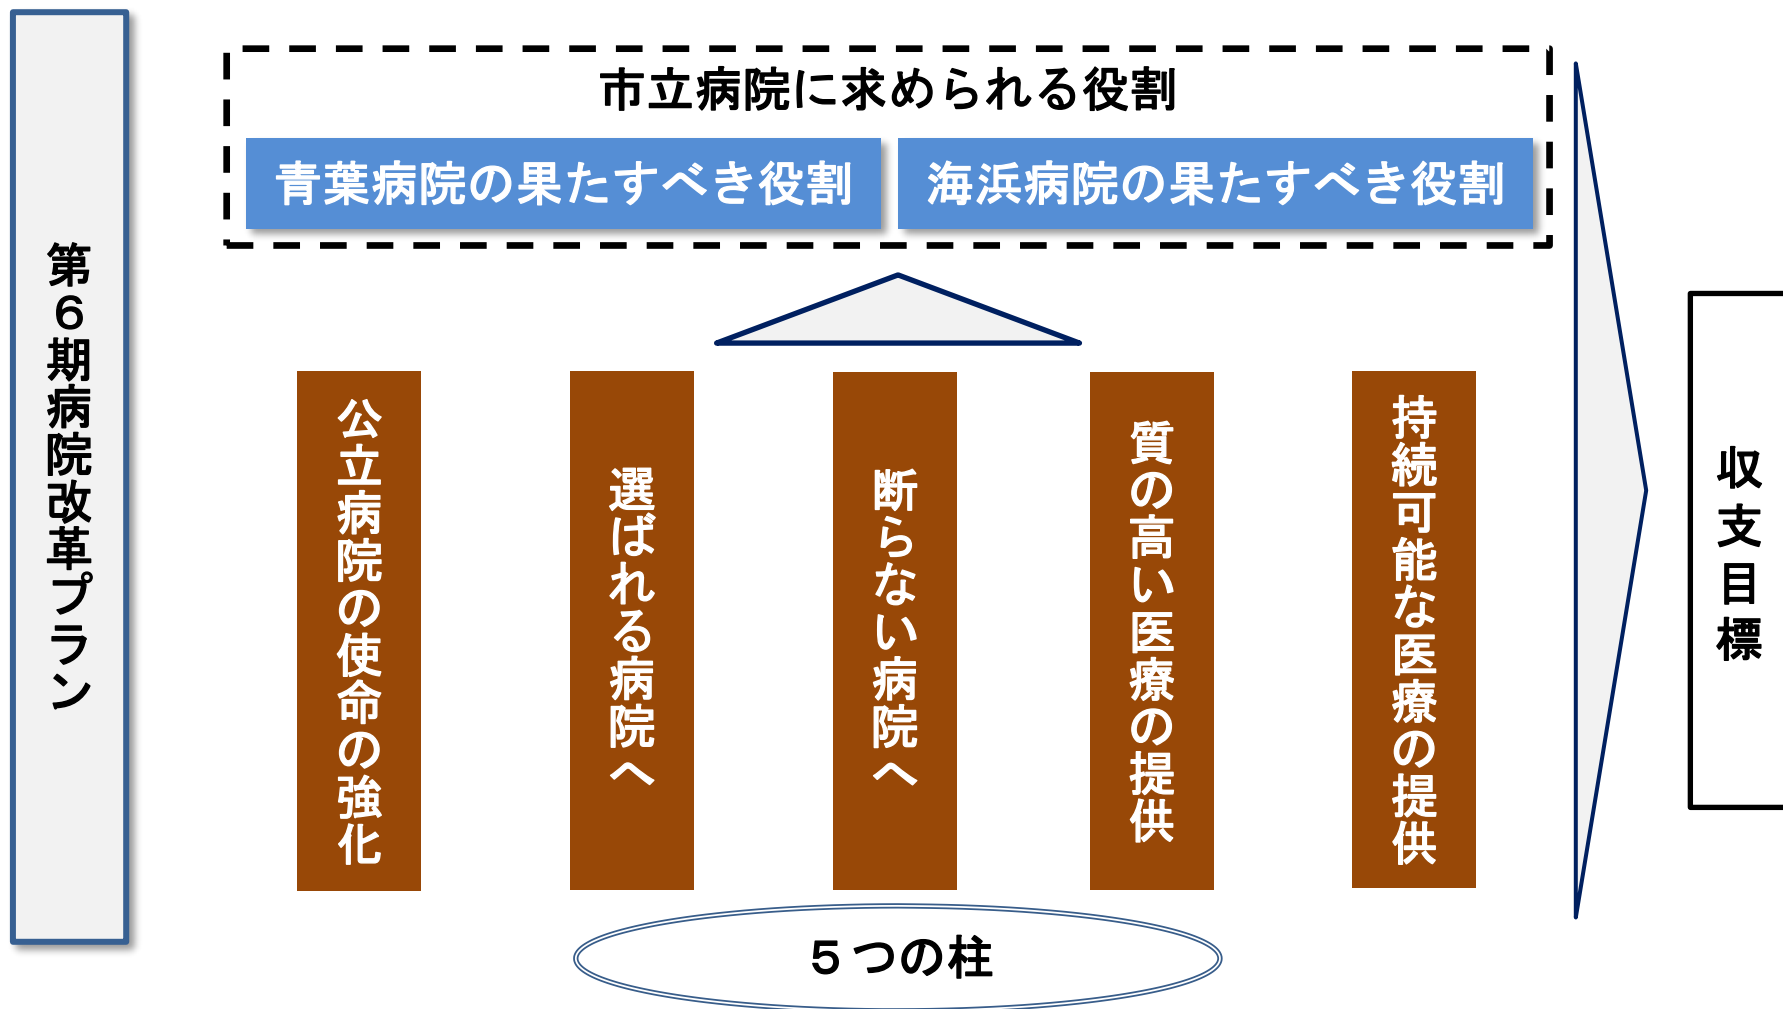 第６期病院改革プラン
市立病院に求められる役割
青葉病院の果たすべき役割
海浜病院の果たすべき役割
公立病院の使命の強化
選ばれる病院へ
断らない病院へ
質の高い医療の提供
持続可能な医療の提供
５つの柱
収支目標